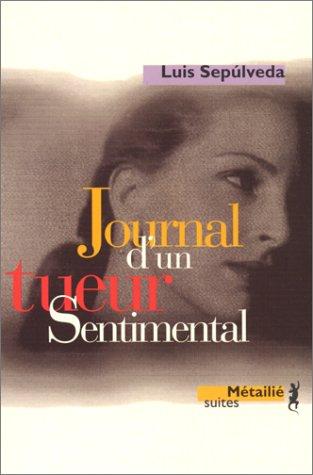 Luis Sepúlveda
Journal
d'un
tueur
Sentimental
Métailié
suites